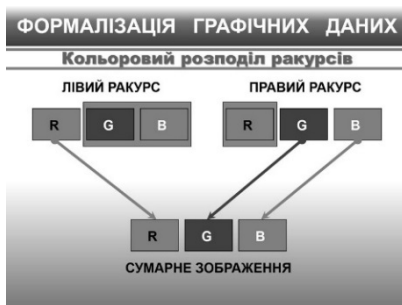 ФОРМАЛІЗАЦІЯ ГРАФІЧНИХ ДАНИХ
Кольоровий розподіл ракурсів
ЛІВИЙ РАКУРС ПРАВИЙ РАКУРС
R G B R G B
R G B
СУМАРНЕ ЗОБРАЖЕННЯ